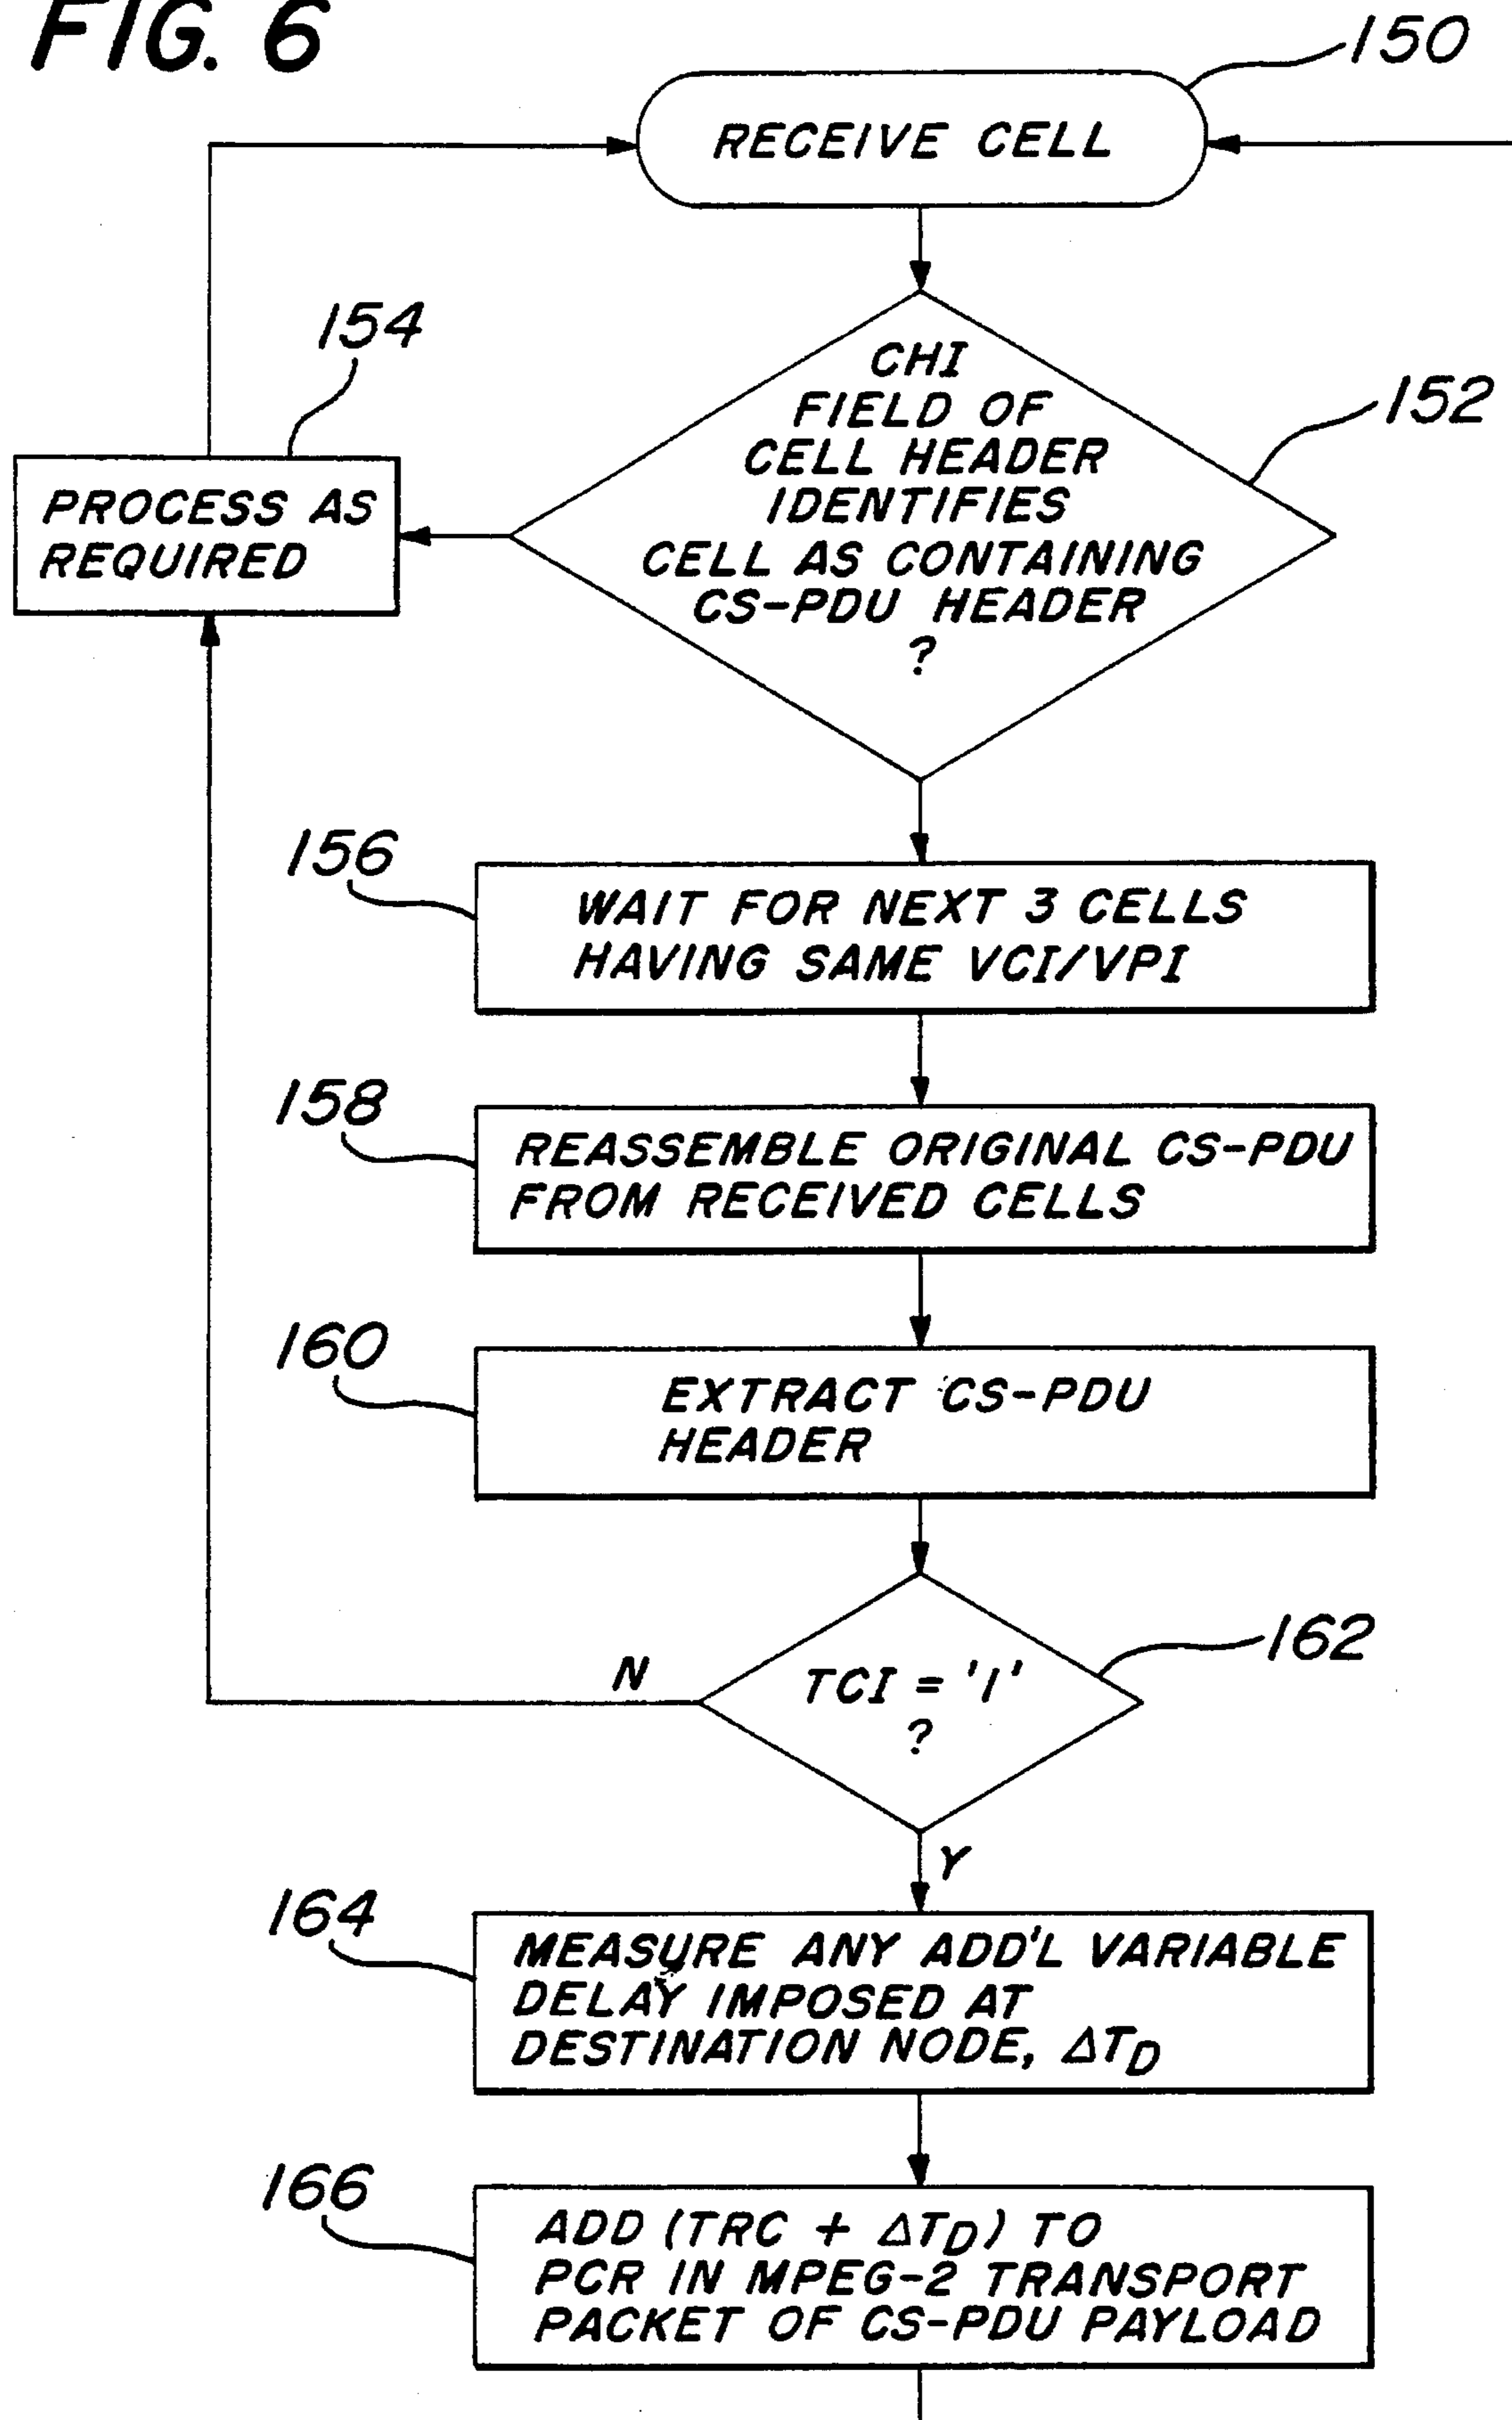 FIG. 6
150
RECEIVE CELL
154
CHI
FIELD OF
CELL HEADER
IDENTIFIES
CELL AS CONTAINING
CS-PDU HEADER
?
152
PROCESS AS
REQUIRED
156
WAIT FOR NEXT 3 CELLS
HAVING SAME VCI/VPI
158
REASSEMBLE ORIGINAL CS-PDU
FROM RECEIVED CELLS
160
EXTRACT CS-PDU
HEADER
162
N
TCI = '1'
?
Y
164
MEASURE ANY ADD'L VARIABLE
DELAY IMPOSED AT
DESTINATION NODE, ΔTD
166
ADD (TRC + ΔTD) TO
PCR IN MPEG-2 TRANSPORT
PACKET OF CS-PDU PAYLOAD